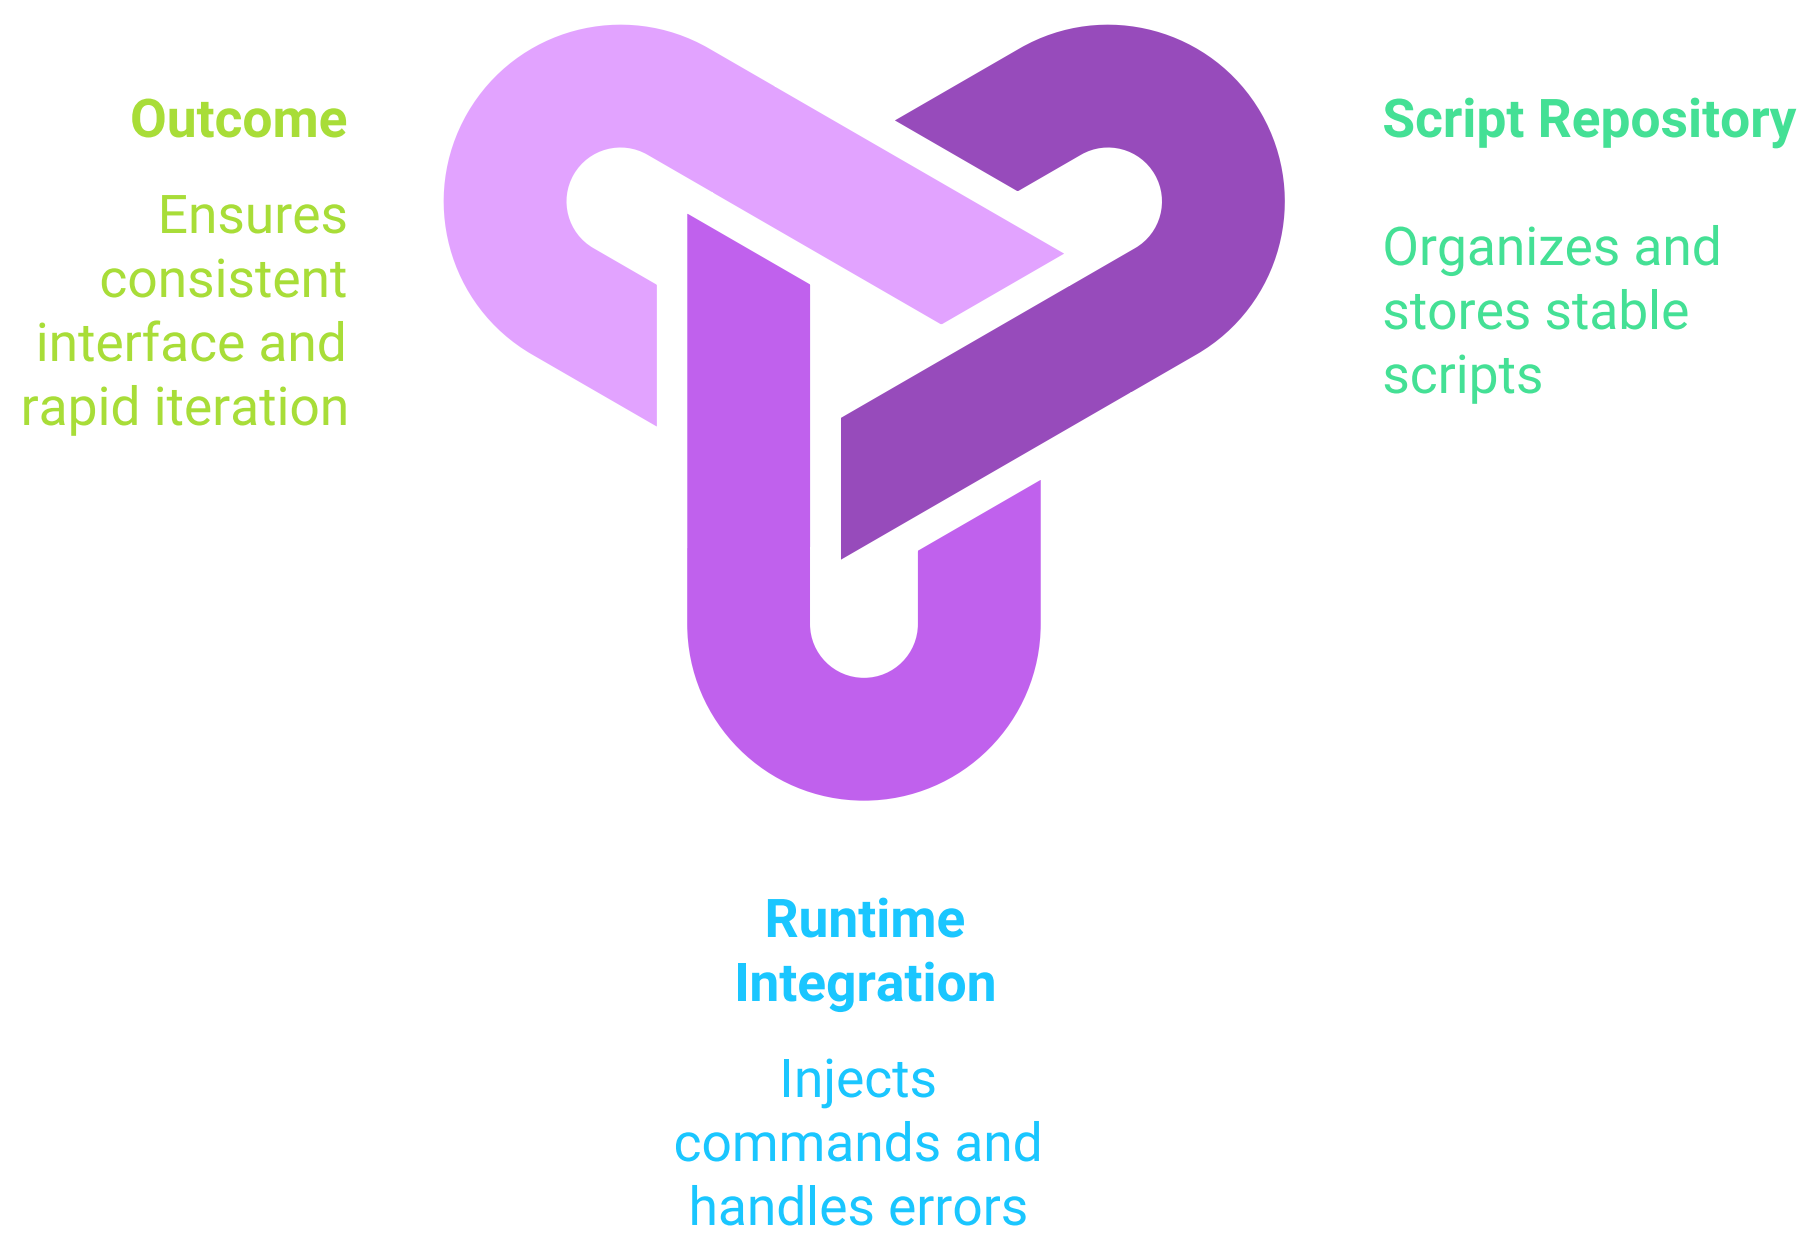 Outcome
Ensures
consistent
interface and
rapid iteration
Script Repository
Organizes and
stores stable
scripts
Runtime
Integration
Injects
commands and
handles errors